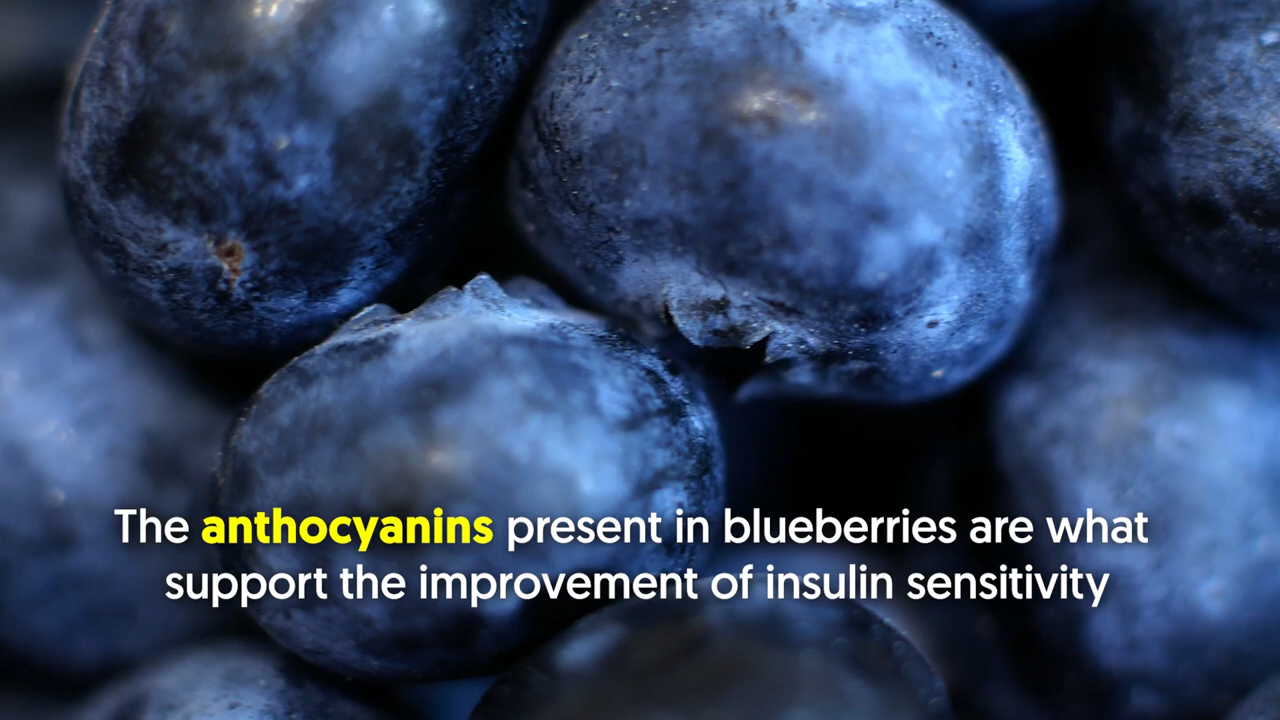 The anthocyanins present in blueberries are what
support the improvement of insulin sensitivity